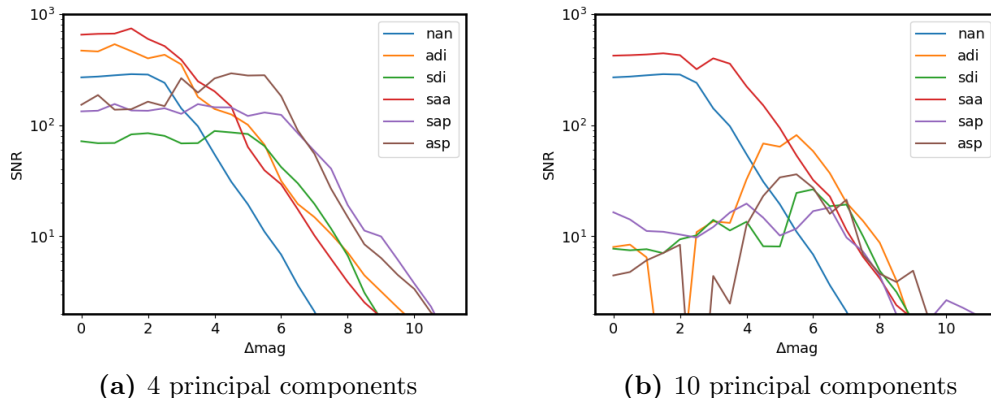 10³
10²
10¹
SNR
0 2 4 6 8 10
Δmag
nan
adi
sdi
saa
sap
asp
(a) 4 principal components
10³
10²
10¹
SNR
0 2 4 6 8 10
Δmag
nan
adi
sdi
saa
sap
asp
(b) 10 principal components